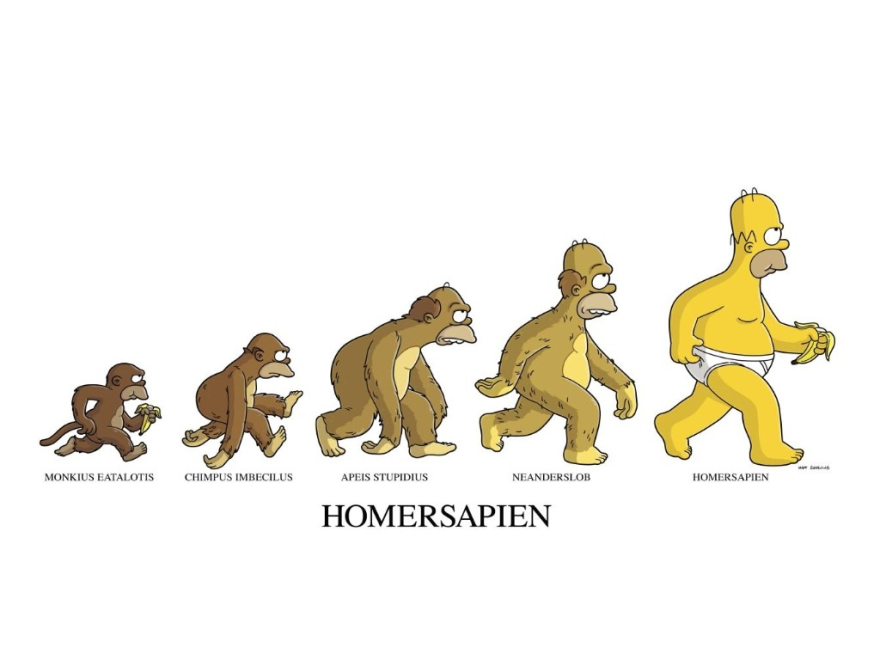 MONKIUS EATALOTIS
CHIMPUS IMBECILUS
APEIS STUPIDIUS
NEANDERSLOB
HOMERSAPIEN
HOMERSAPIEN